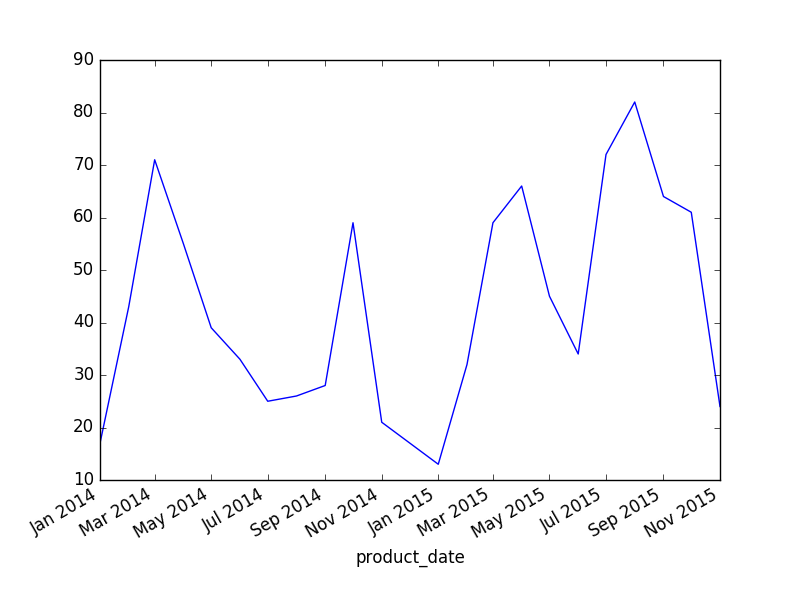 90
80
70
60
50
40
30
20
10
Jan 2014
Mar 2014
May 2014
Jul 2014
Sep 2014
Nov 2014
Jan 2015
Mar 2015
May 2015
Jul 2015
Sep 2015
Nov 2015
product_date